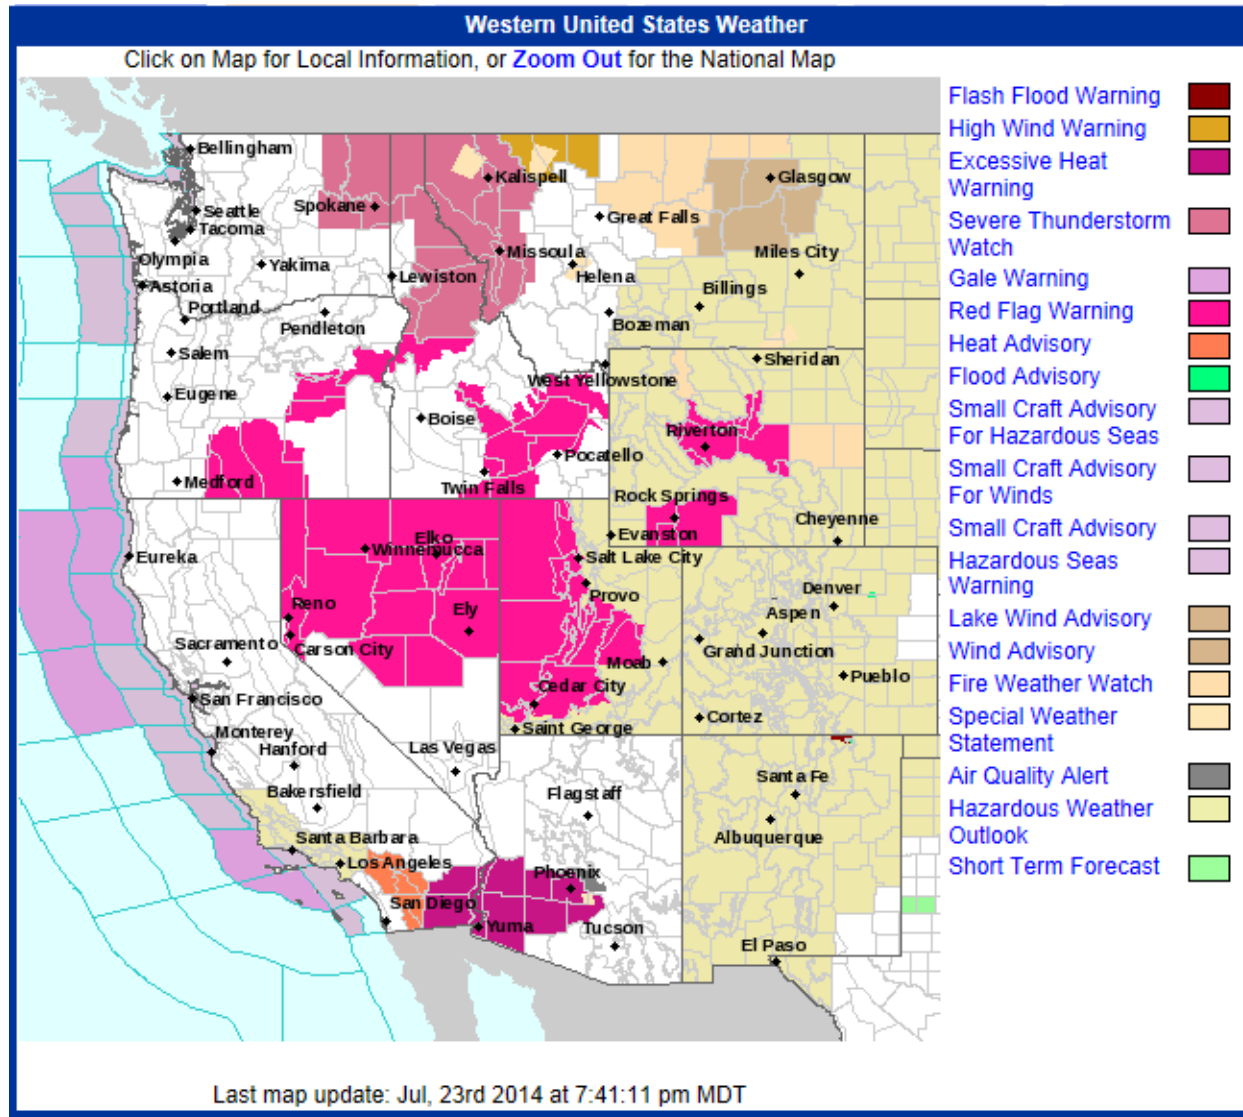 Western United States Weather
Click on Map for Local Information, or Zoom Out for the National Map
Bellingham
Seattle
Tacoma
Olympia
Yakima
Astoria
Portland
Pendleton
Salem
Eugene
Medford
Spokane
Lewiston
Kalispell
Missoula
Helena
Great Falls
Glasgow
Miles City
Billings
Bozeman
West Yellowstone
Sheridan
Boise
Pocatello
Twin Falls
Riverton
Rock Springs
Evanston
Cheyenne
Eureka
Elko
Winnemucca
Reno
Ely
Carson City
Sacramento
San Francisco
Monterey
Hanford
Bakersfield
Las Vegas
Santa Barbara
Los Angeles
San Diego
Salt Lake City
Provo
Moab
Cedar City
Saint George
Denver
Aspen
Grand Junction
Pueblo
Cortez
Flagstaff
Phoenix
Yuma
Tucson
Santa Fe
Albuquerque
El Paso
Flash Flood Warning
High Wind Warning
Excessive Heat
Warning
Severe Thunderstorm
Watch
Gale Warning
Red Flag Warning
Heat Advisory
Flood Advisory
Small Craft Advisory
For Hazardous Seas
Small Craft Advisory
For Winds
Small Craft Advisory
Hazardous Seas
Warning
Lake Wind Advisory
Wind Advisory
Fire Weather Watch
Special Weather
Statement
Air Quality Alert
Hazardous Weather
Outlook
Short Term Forecast
Last map update: Jul, 23rd 2014 at 7:41:11 pm MDT